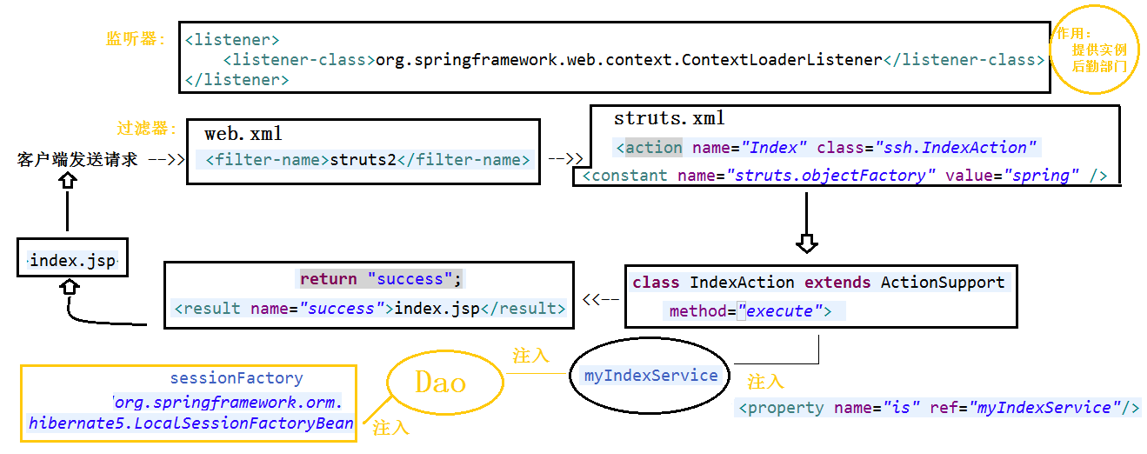 监听器:
<listener>
<listener-class>org.springframework.web.context.ContextLoaderListener</listener-class>
</listener>
作用:
提供实例
后勤部门
过滤器:
web.xml
<filter-name>struts2</filter-name>
客户端发送请求 -->>
-->>
struts.xml
<action name="Index" class="ssh.IndexAction"
<constant name="struts.objectFactory" value="spring" />
index.jsp
return "success";
<result name="success">index.jsp</result>
<<--
class IndexAction extends ActionSupport
method="execute">
注入
<property name="is" ref="myIndexService"/>
myIndexService
注入
Dao
注入
sessionFactory
'org.springframework.orm.
hibernate5.LocalSessionFactoryBean